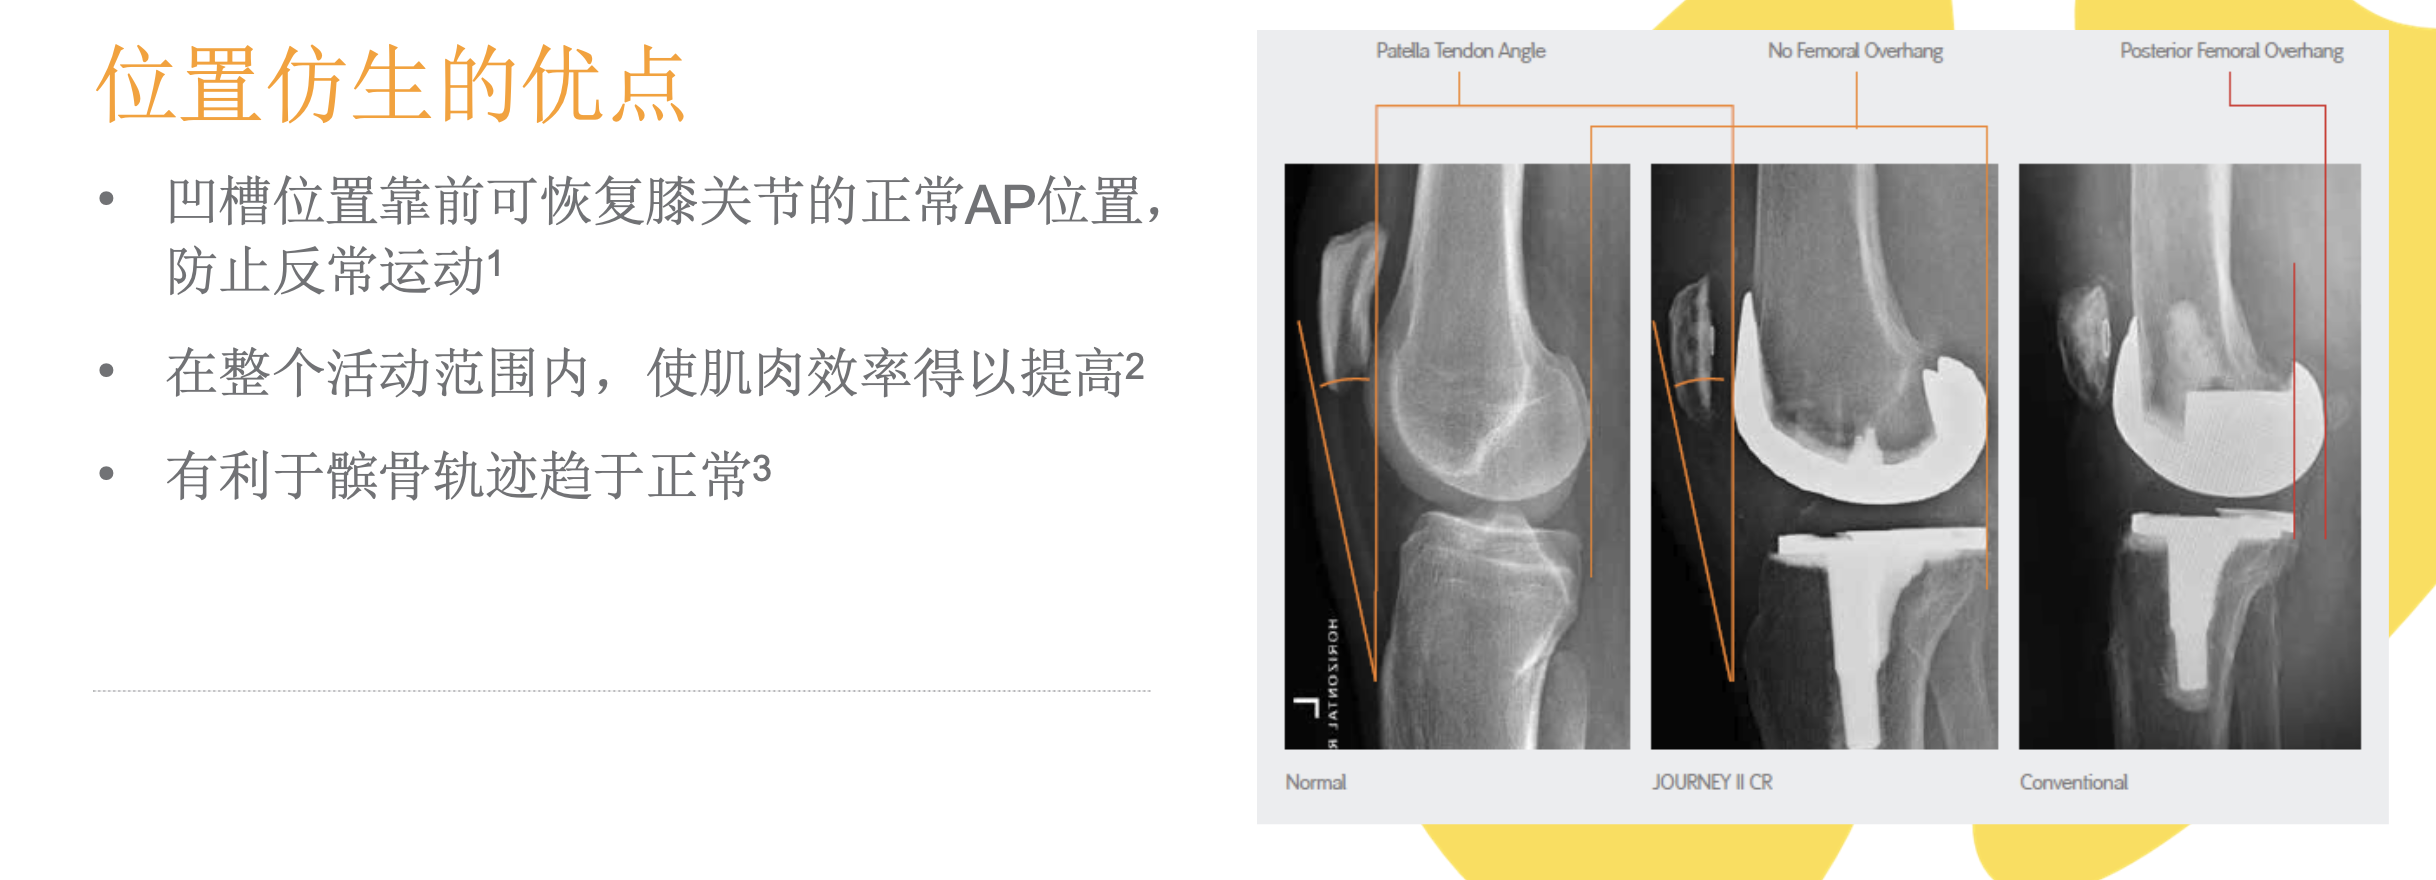 位置仿生的优点
• 凹槽位置靠前可恢复膝关节的正常AP位置，
防止反常运动1
• 在整个活动范围内，使肌肉效率得以提高2
• 有利于髌骨轨迹趋于正常3
Patella Tendon Angle
No Femoral Overhang
Posterior Femoral Overhang
HORIZONTAL R
Normal
JOURNEY II CR
Conventional